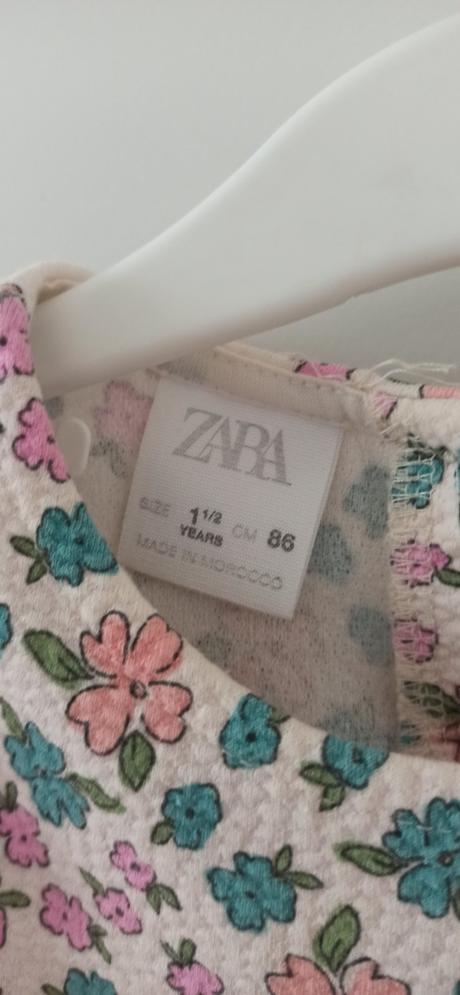 ZARA
SIZE 1 1/2 YEARS CM 86
MADE IN MOROCCO